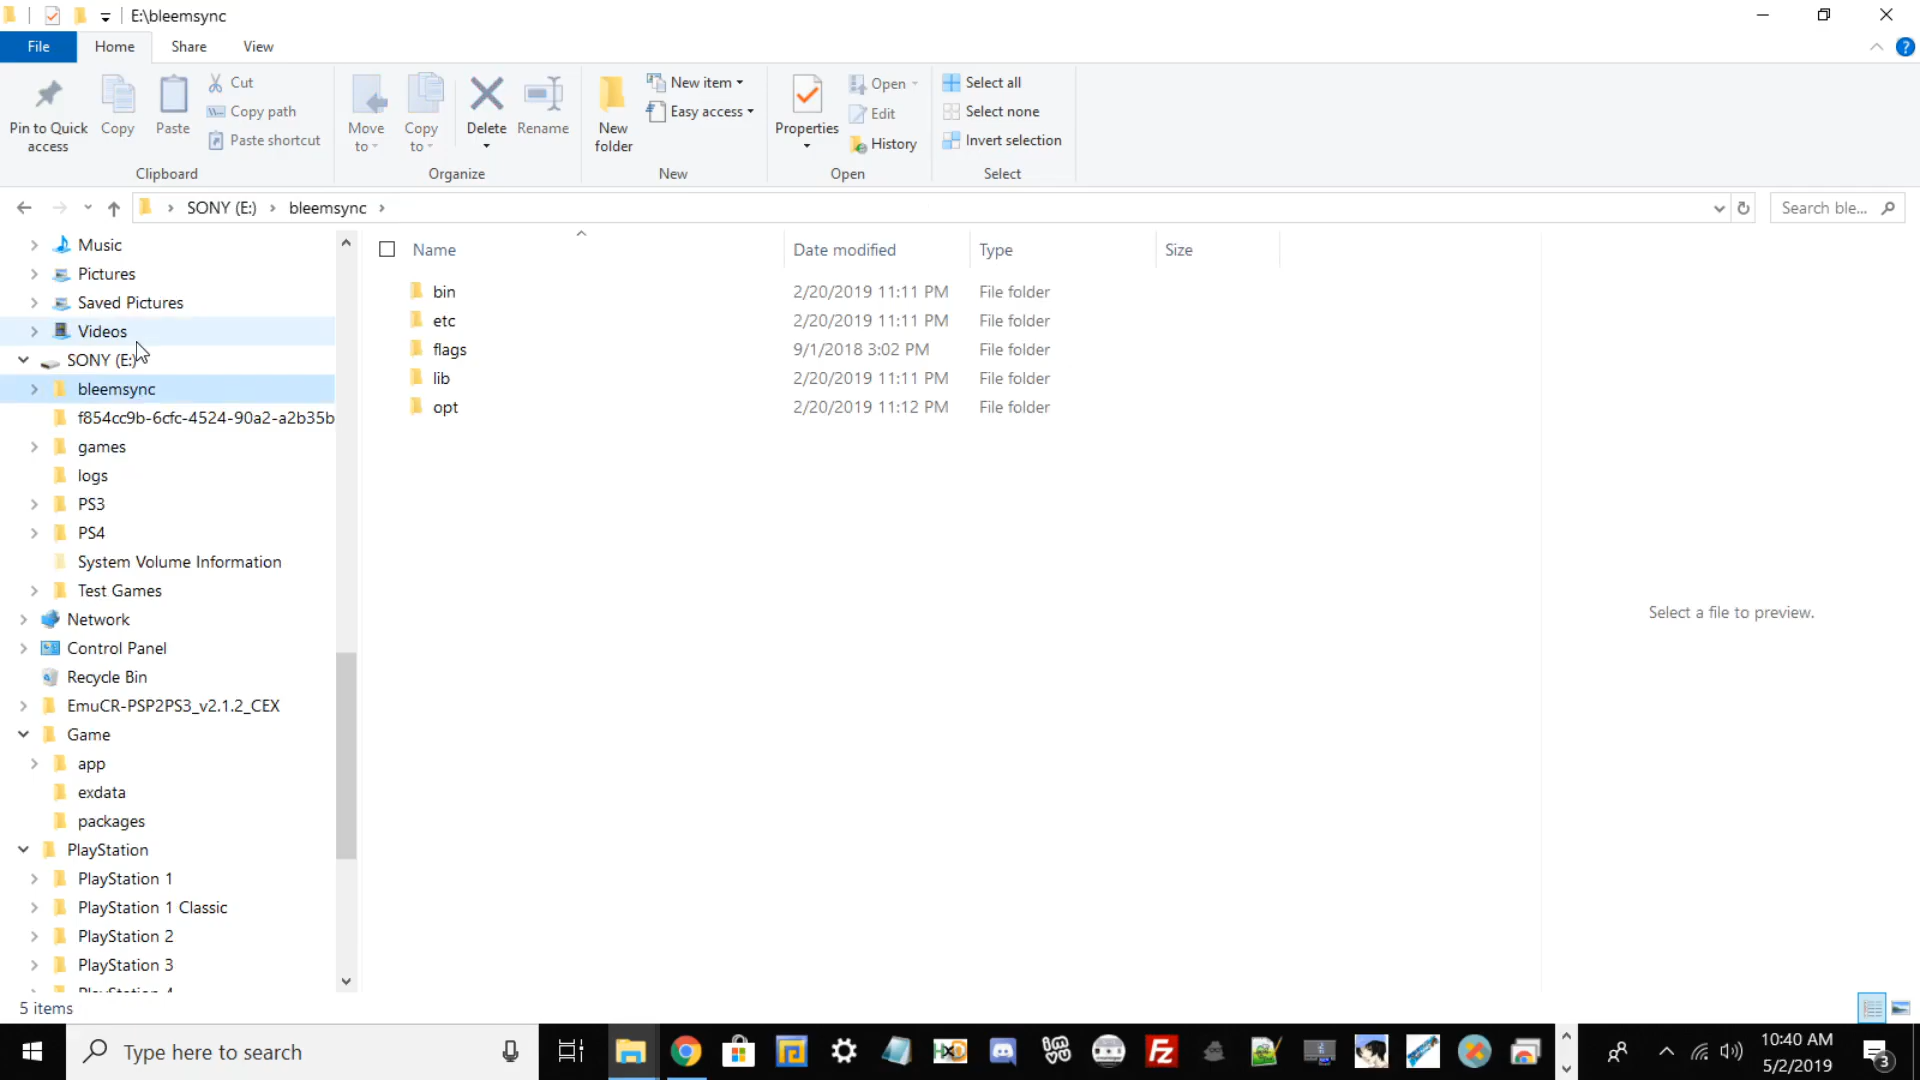 E:\bleemsync
File Home Share View
Pin to Quick access
Copy
Paste
Cut
Copy path
Paste shortcut
Clipboard
Move to
Copy to
Delete
Rename
Organize
New folder
New item
Easy access
New
Properties
Open
Edit
History
Open
Select all
Select none
Invert selection
Select
SONY (E:) bleemsync
Search ble...
Music
Pictures
Saved Pictures
Videos
SONY (E:)
bleemsync
f854cc9b-6cfc-4524-90a2-a2b35b
games
logs
PS3
PS4
System Volume Information
Test Games
Network
Control Panel
Recycle Bin
EmuCR-PSP2PS3_v2.1.2_CEX
Game
app
exdata
packages
PlayStation
PlayStation 1
PlayStation 1 Classic
PlayStation 2
PlayStation 3
PlayStation 4
Name Date modified Type Size
bin 2/20/2019 11:11 PM File folder
etc 2/20/2019 11:11 PM File folder
flags 9/1/2018 3:02 PM File folder
lib 2/20/2019 11:11 PM File folder
opt 2/20/2019 11:12 PM File folder
Select a file to preview.
5 items
Type here to search
10:40 AM
5/2/2019
3